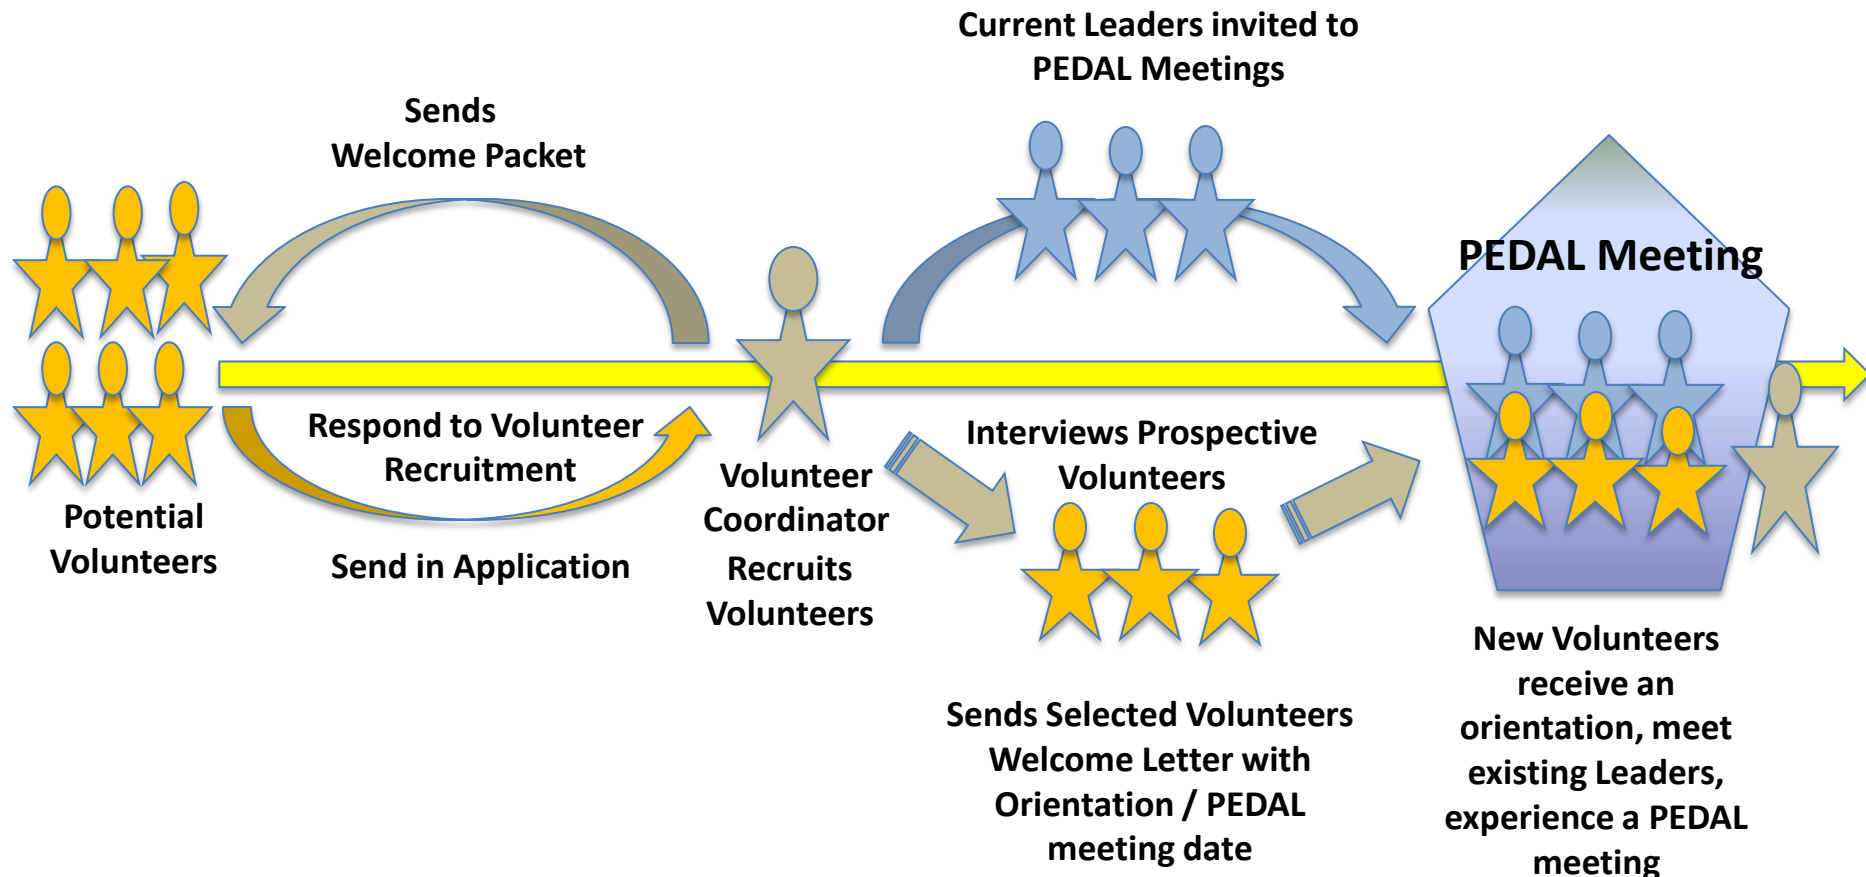 Current Leaders invited to
PEDAL Meetings
Sends
Welcome Packet
PEDAL Meeting
Respond to Volunteer
Recruitment
Send in Application
Potential
Volunteers
Volunteer
Coordinator
Recruits
Volunteers
Interviews Prospective
Volunteers
Sends Selected Volunteers
Welcome Letter with
Orientation / PEDAL
meeting date
New Volunteers
receive an
orientation, meet
existing Leaders,
experience a PEDAL
meeting